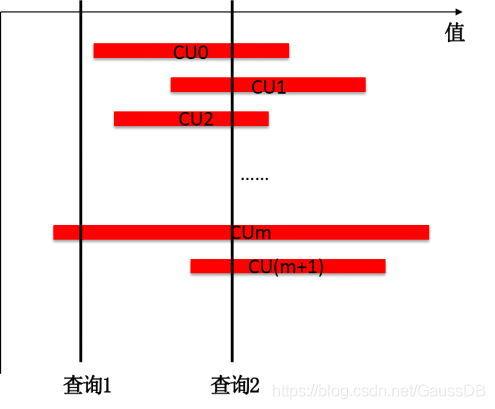 值
CU0
CU1
CU2
……
CUm
CU(m+1)
查询1
查询2
https://blog.csdn.net/GaussDB